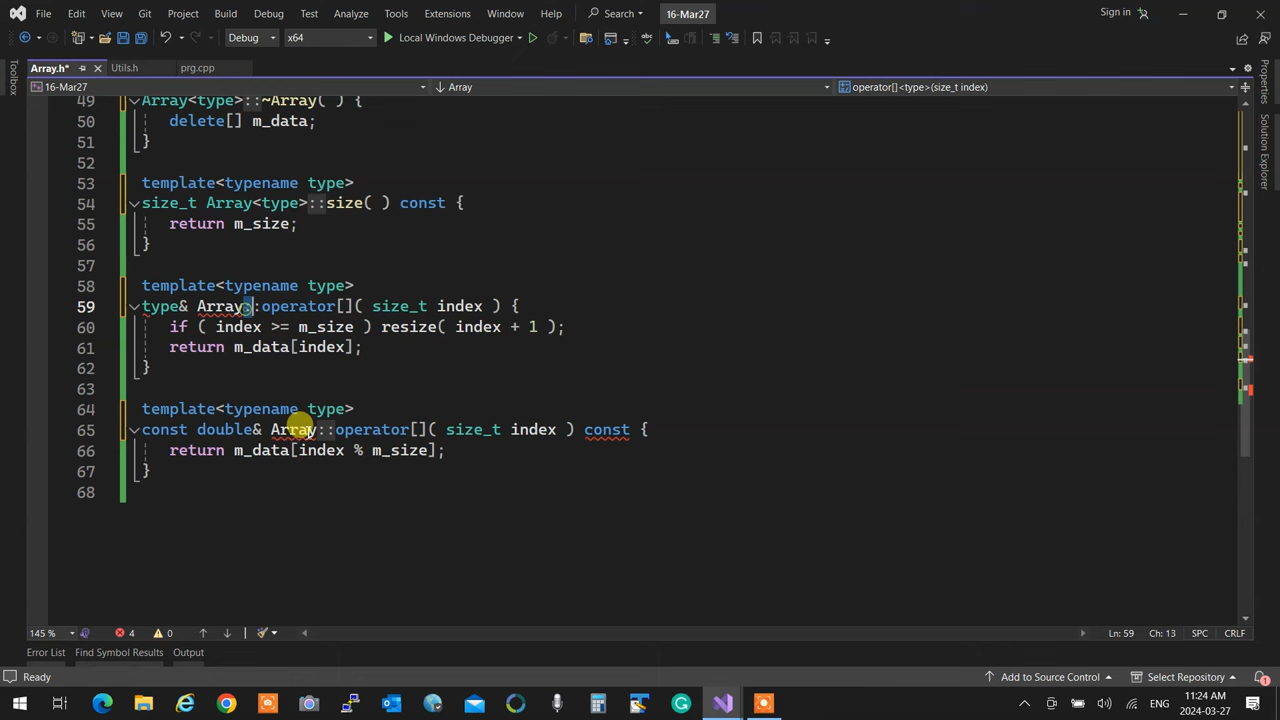 File Edit View Git Project Build Debug Test Analyze Tools Extensions Window Help Search 16-Mar27 Sign in
Debug x64 Local Windows Debugger
Array.h* Utils.h prg.cpp
16-Mar27 Array operator[]<type>(size_t index)
Toolbox
Properties
Solution Explorer
49 Array<type>::~Array( ) {
50 delete[] m_data;
51 }
52
53 template<typename type>
54 size_t Array<type>::size( ) const {
55 return m_size;
56 }
57
58 template<typename type>
59 type& Array::operator[]( size_t index ) {
60 if ( index >= m_size ) resize( index + 1 );
61 return m_data[index];
62 }
63
64 template<typename type>
65 const double& Array::operator[]( size_t index ) const {
66 return m_data[index % m_size];
67 }
68
145 % 4 0 Ln: 59 Ch: 13 SPC CRLF
Error List Find Symbol Results Output
Ready Add to Source Control Select Repository 1
ENG 11:24 AM
2024-03-27